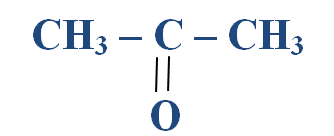 CH₃ – C – CH₃
O